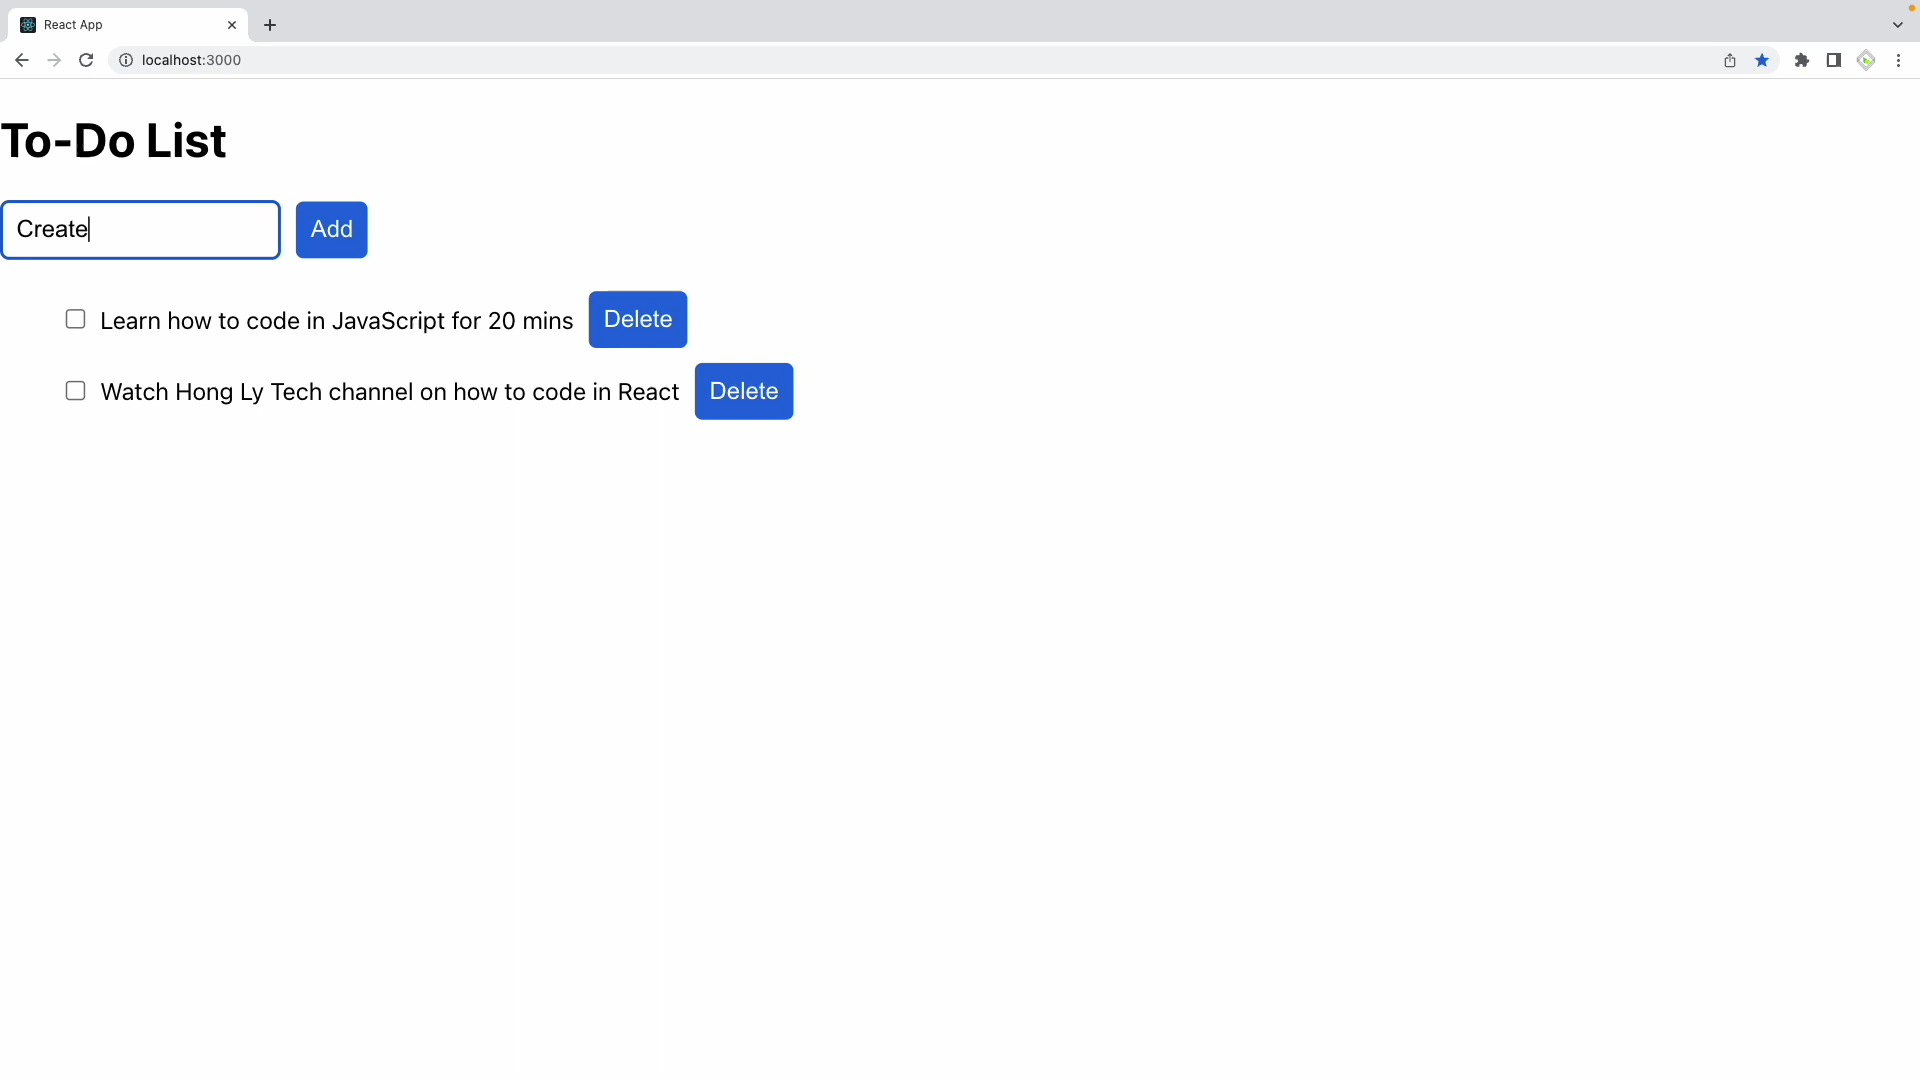 React App
localhost:3000
To-Do List
Create
Add
Learn how to code in JavaScript for 20 mins
Delete
Watch Hong Ly Tech channel on how to code in React
Delete